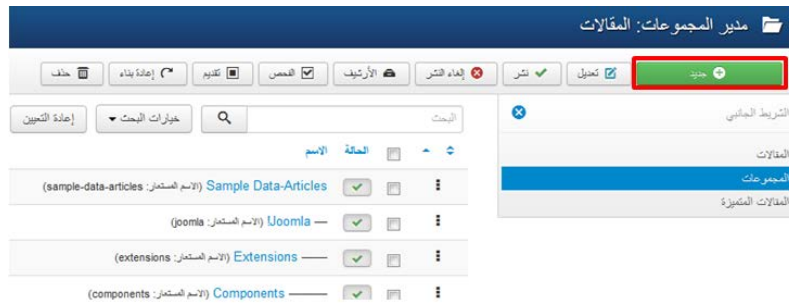 مدير المجموعات: المقالات
جديد تعديل نشر إلغاء النشر الأرشيف الفحص تقديم إعادة بناء حذف
الشريط الجانبي
المقالات
المجموعات
المقالات المتميزة
البحث خيارات البحث إعادة التعيين
الحالة الاسم
Sample Data-Articles (الاسم المستعار: sample-data-articles)
— Joomla! (الاسم المستعار: joomla)
—— Extensions (الاسم المستعار: extensions)
——— Components (الاسم المستعار: components)